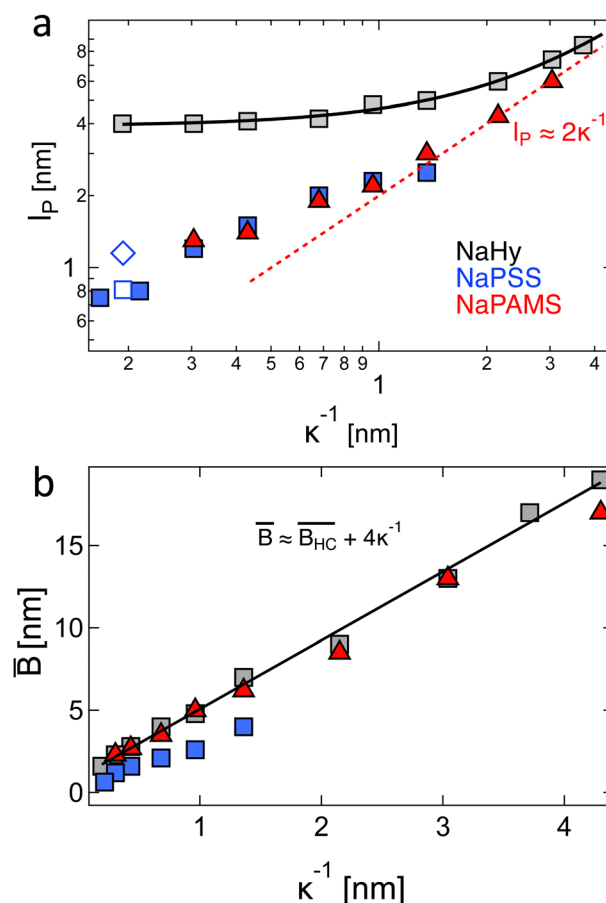 a
8
6
4
2
1
8
6
l_P [nm]
l_P ≈ 2κ⁻¹
NaHy
NaPSS
NaPAMS
2 3 4 5 6 7 8 9 1 2 3 4
κ⁻¹ [nm]
b
B̅ ≈ B̅_HC + 4κ⁻¹
15
10
5
0
B̅ [nm]
1 2 3 4
κ⁻¹ [nm]